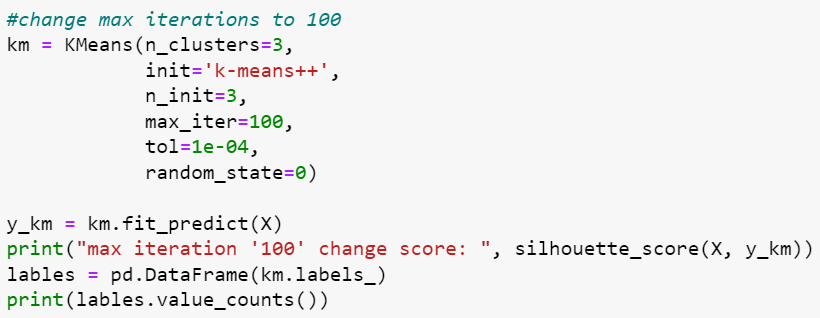 #change max iterations to 100
km = KMeans(n_clusters=3,
            init='k-means++',
            n_init=3,
            max_iter=100,
            tol=1e-04,
            random_state=0)

y_km = km.fit_predict(X)
print("max iteration '100' change score: ", silhouette_score(X, y_km))
lables = pd.DataFrame(km.labels_)
print(lables.value_counts())